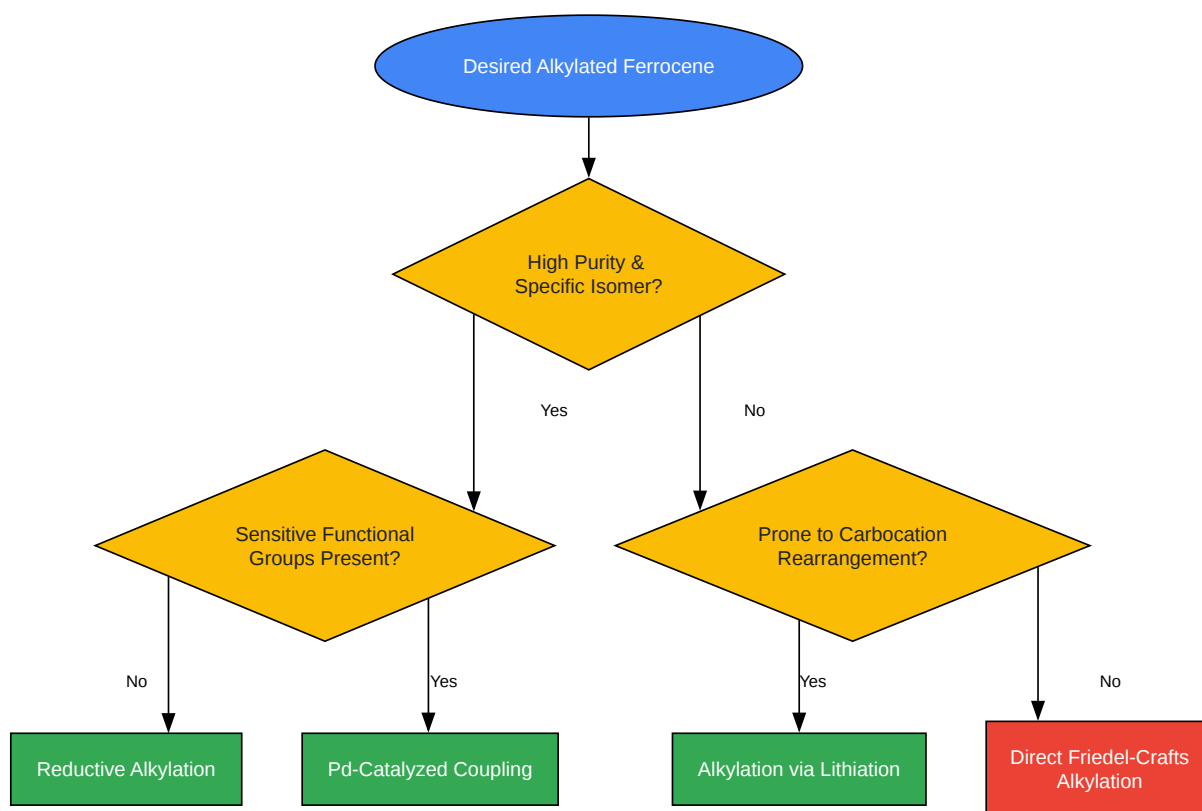 Desired Alkylated Ferrocene
High Purity &
Specific Isomer?
Yes
No
Sensitive Functional
Groups Present?
Prone to Carbocation
Rearrangement?
No
Yes
Yes
No
Reductive Alkylation
Pd-Catalyzed Coupling
Alkylation via Lithiation
Direct Friedel-Crafts
Alkylation